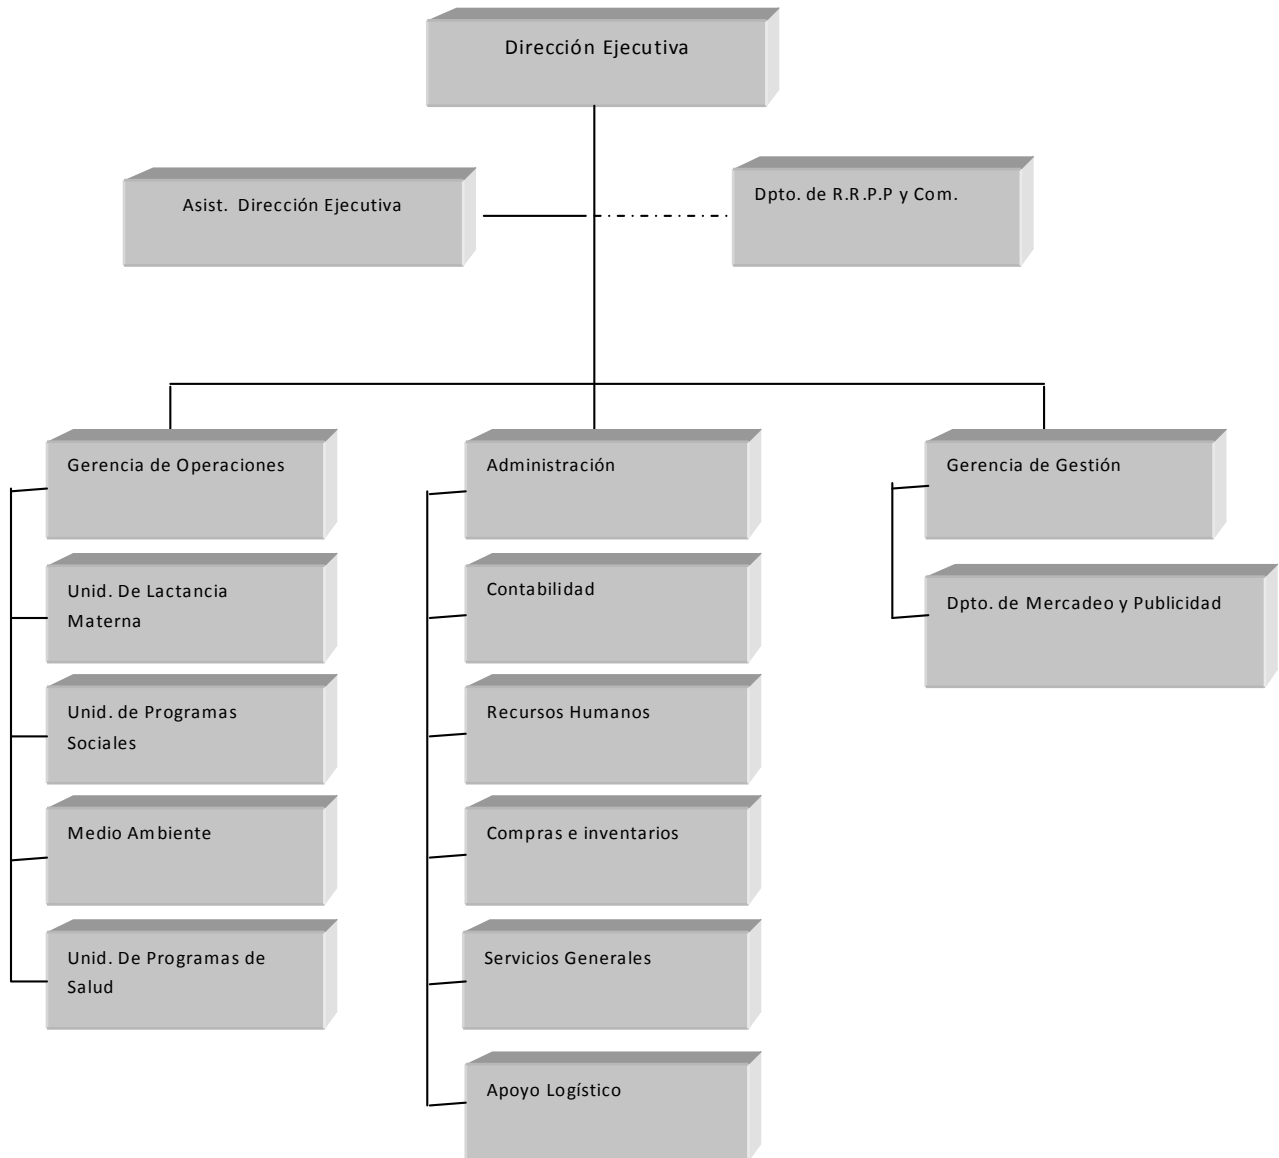 Dirección Ejecutiva
Asist. Dirección Ejecutiva
Dpto. de R.R.P.P y Com.
Gerencia de Operaciones
Administración
Gerencia de Gestión
Unid. De Lactancia
Materna
Contabilidad
Dpto. de Mercadeo y Publicidad
Unid. de Programas
Sociales
Recursos Humanos
Medio Ambiente
Compras e inventarios
Unid. De Programas de
Salud
Servicios Generales
Apoyo Logístico